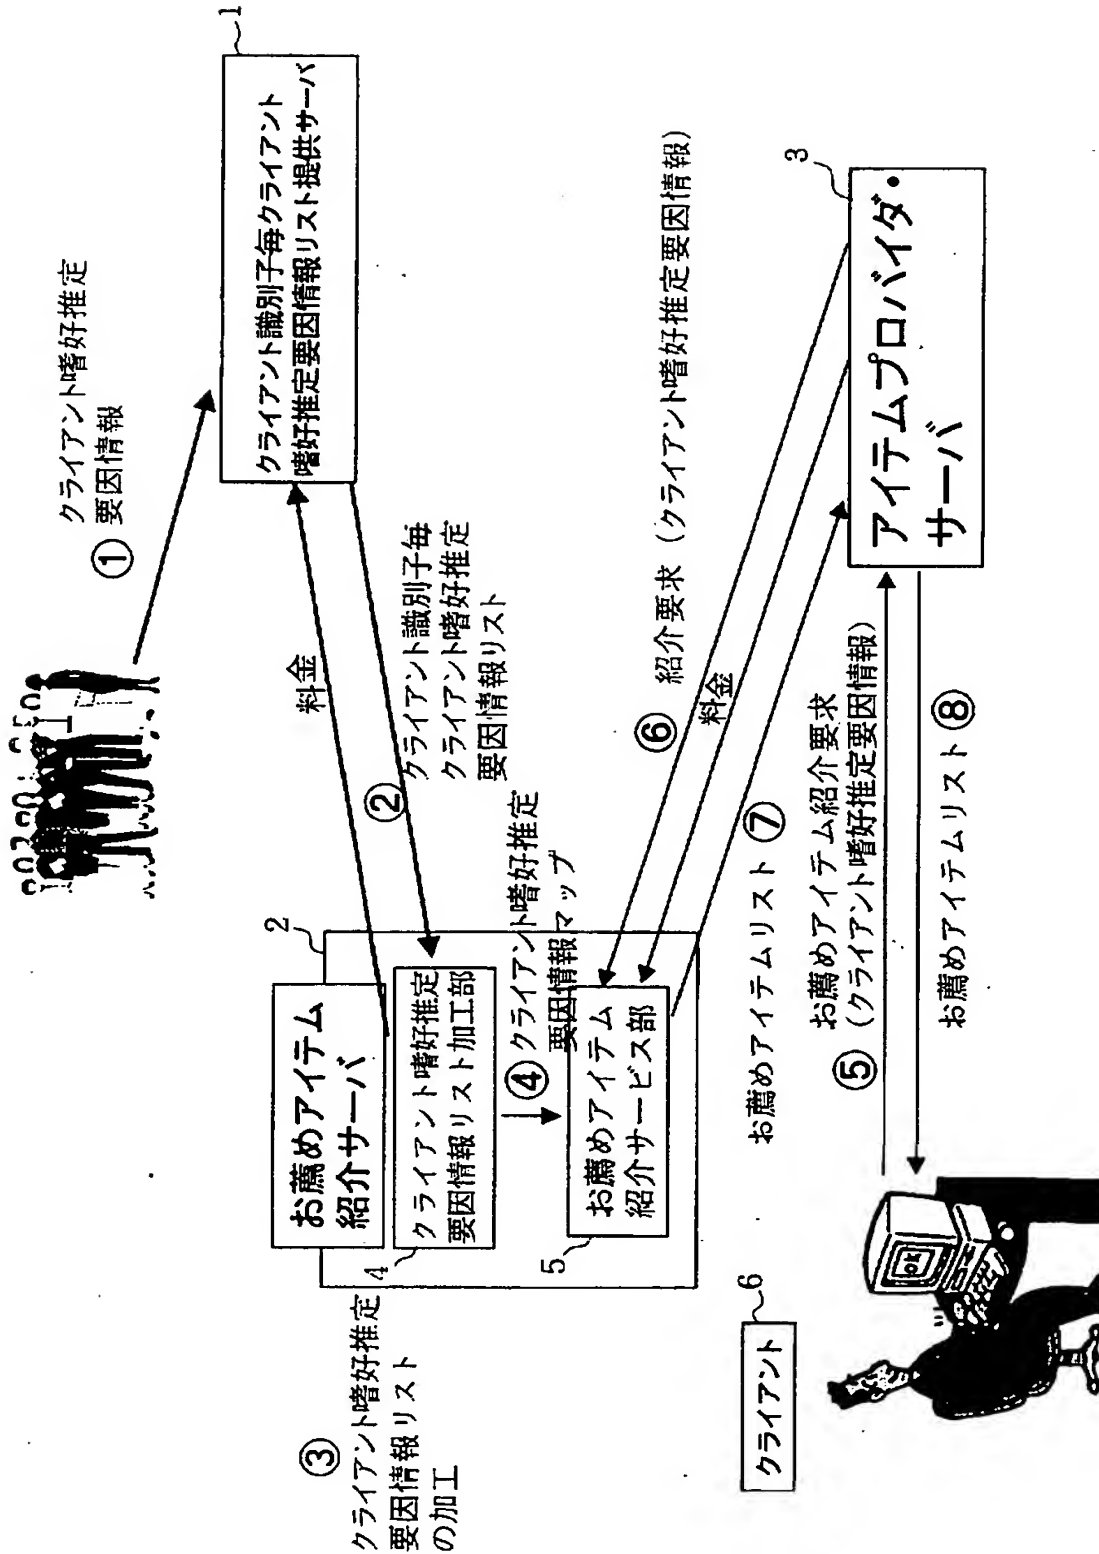 クライアント嗜好推定
① 要因情報
1
クライアント識別子毎クライアント
嗜好推定要因情報リスト提供サーバ
料金
②
クライアント識別子毎
クライアント嗜好推定
要因情報リスト
2
お薦めアイテム
紹介サーバ
③
クライアント嗜好推定
要因情報リスト
の加工
4
クライアント嗜好推定
要因情報リスト加工部
④ クライアント嗜好推定
要因情報マップ
5
お薦めアイテム
紹介サービス部
⑥
紹介要求（クライアント嗜好推定要因情報）
料金
お薦めアイテムリスト ⑦
3
アイテムプロバイダ・
サーバ
⑤
お薦めアイテム紹介要求
（クライアント嗜好推定要因情報）
お薦めアイテムリスト ⑧
クライアント
6
OK